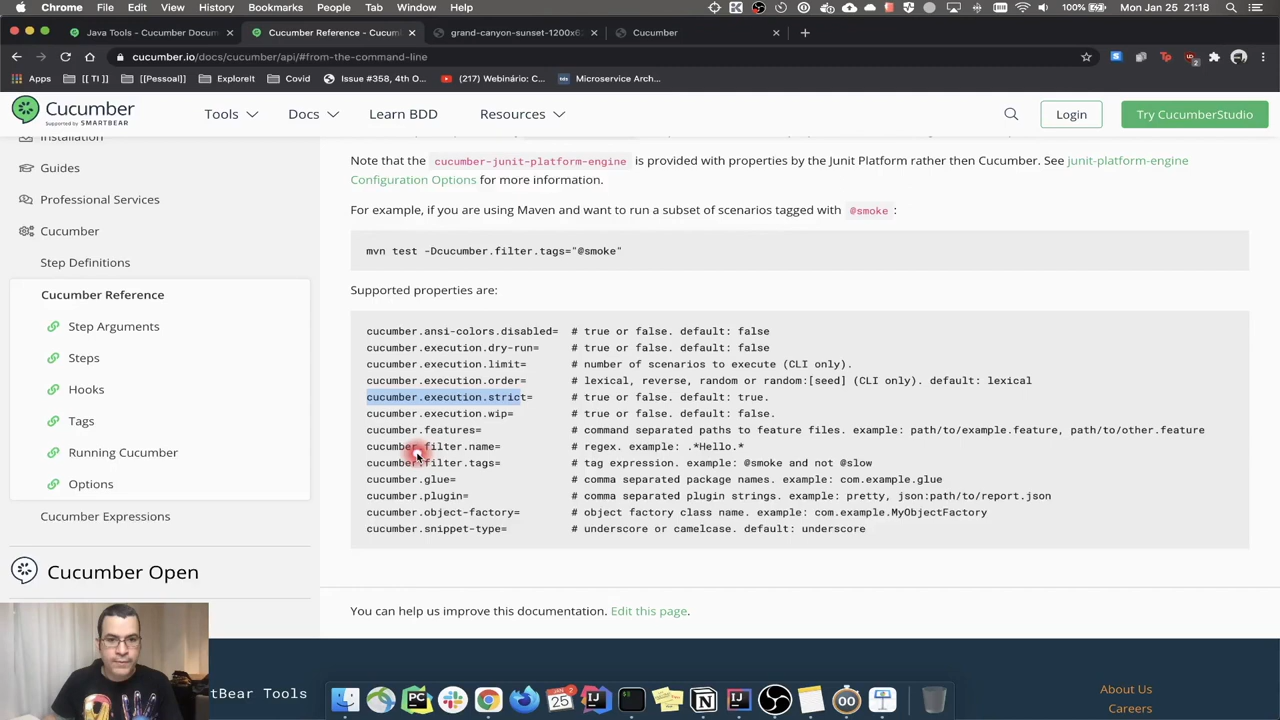 Chrome File Edit View History Bookmarks People Tab Window Help 100% Mon Jan 25 21:18
Java Tools - Cucumber Docum Cucumber Reference - Cucum grand-canyon-sunset-1200x6 Cucumber
cucumber.io/docs/cucumber/api/#from-the-command-line
Apps [[ TI ]] [Pessoal] ExploreIt Covid Issue #358, 4th O... (217) Webinário: C... Microservice Arch...
Cucumber
Supported by SMARTBEAR
Tools Docs Learn BDD Resources Login Try CucumberStudio
Installation
Guides
Professional Services
Cucumber
Step Definitions
Cucumber Reference
Step Arguments
Steps
Hooks
Tags
Running Cucumber
Options
Cucumber Expressions
Cucumber Open
Note that the cucumber-junit-platform-engine is provided with properties by the Junit Platform rather then Cucumber. See junit-platform-engine
Configuration Options for more information.
For example, if you are using Maven and want to run a subset of scenarios tagged with @smoke :
mvn test -Dcucumber.filter.tags="@smoke"
Supported properties are:
cucumber.ansi-colors.disabled= # true or false. default: false
cucumber.execution.dry-run= # true or false. default: false
cucumber.execution.limit= # number of scenarios to execute (CLI only).
cucumber.execution.order= # lexical, reverse, random or random:[seed] (CLI only). default: lexical
cucumber.execution.strict= # true or false. default: true.
cucumber.execution.wip= # true or false. default: false.
cucumber.features= # command separated paths to feature files. example: path/to/example.feature, path/to/other.feature
cucumber.filter.name= # regex. example: .*Hello.*
cucumber.filter.tags= # tag expression. example: @smoke and not @slow
cucumber.glue= # comma separated package names. example: com.example.glue
cucumber.plugin= # comma separated plugin strings. example: pretty, json:path/to/report.json
cucumber.object-factory= # object factory class name. example: com.example.MyObjectFactory
cucumber.snippet-type= # underscore or camelcase. default: underscore
You can help us improve this documentation. Edit this page.
tBear Tools
About Us
Careers